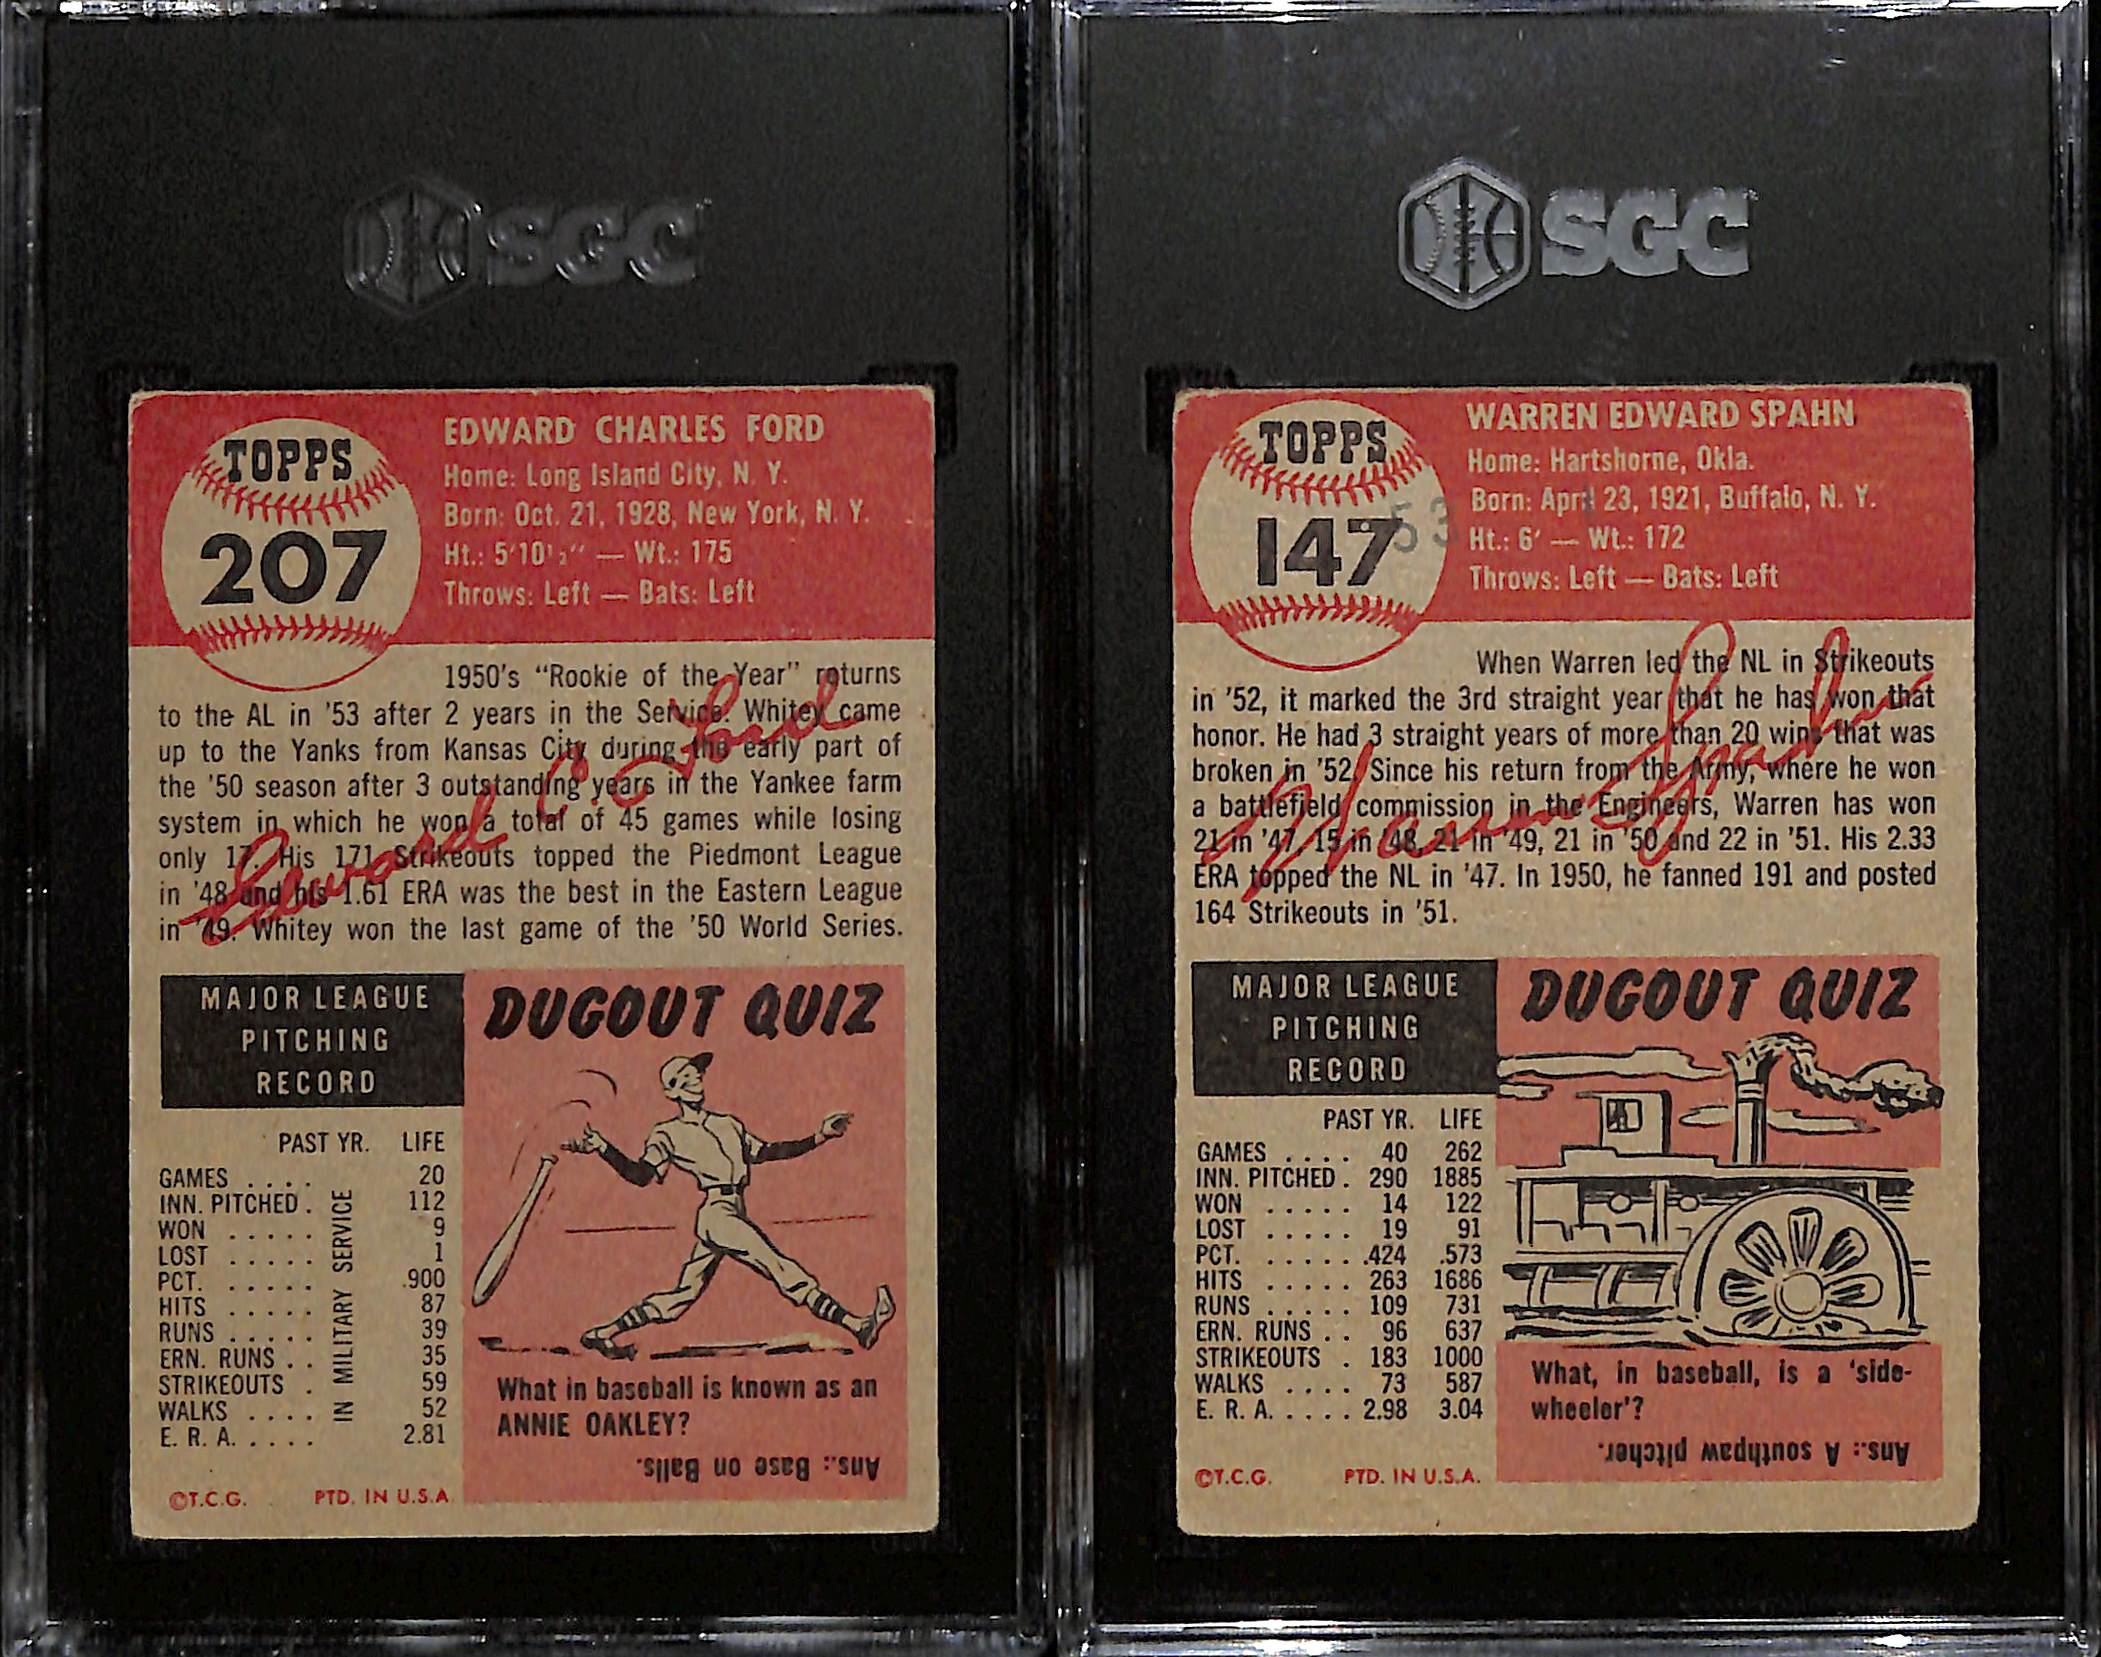 SGC
TOPPS
207
EDWARD CHARLES FORD
Home: Long Island City, N. Y.
Born: Oct. 21, 1928, New York, N. Y.
Ht.: 5'10½" — Wt.: 175
Throws: Left — Bats: Left
1950's "Rookie of the Year" returns
to the AL in '53 after 2 years in the Service. Whitey came
up to the Yanks from Kansas City during the early part of
the '50 season after 3 outstanding years in the Yankee farm
system in which he won a total of 45 games while losing
only 17. His 171 Strikeouts topped the Piedmont League
in '48 and his 1.61 ERA was the best in the Eastern League
in '49. Whitey won the last game of the '50 World Series.
Edward C. Ford
MAJOR LEAGUE
PITCHING
RECORD
PAST YR. LIFE
GAMES .... 20
INN. PITCHED . 112
WON ..... 9
LOST ..... 1
PCT. ..... .900
HITS ..... 87
RUNS ..... 39
ERN. RUNS .. 35
STRIKEOUTS . 59
WALKS .... 52
E. R. A. .... 2.81
IN MILITARY SERVICE
©T.C.G. PTD. IN U.S.A.
DUGOUT QUIZ
What in baseball is known as an
ANNIE OAKLEY?
Ans.: Base on Balls.
SGC
TOPPS
147
53
WARREN EDWARD SPAHN
Home: Hartshorne, Okla.
Born: April 23, 1921, Buffalo, N. Y.
Ht.: 6' — Wt.: 172
Throws: Left — Bats: Left
When Warren led the NL in Strikeouts
in '52, it marked the 3rd straight year that he has won that
honor. He had 3 straight years of more than 20 wins that was
broken in '52. Since his return from the Army, where he won
a battlefield commission in the Engineers, Warren has won
21 in '47, 15 in '48, 21 in '49, 21 in '50 and 22 in '51. His 2.33
ERA topped the NL in '47. In 1950, he fanned 191 and posted
164 Strikeouts in '51.
Warren Spahn
MAJOR LEAGUE
PITCHING
RECORD
PAST YR. LIFE
GAMES .... 40 262
INN. PITCHED . 290 1885
WON ..... 14 122
LOST ..... 19 91
PCT. ..... .424 .573
HITS ..... 263 1686
RUNS ..... 109 731
ERN. RUNS .. 96 637
STRIKEOUTS . 183 1000
WALKS .... 73 587
E. R. A. .... 2.98 3.04
©T.C.G. PTD. IN U.S.A.
DUGOUT QUIZ
What, in baseball, is a 'side-
wheeler'?
Ans.: A southpaw pitcher.